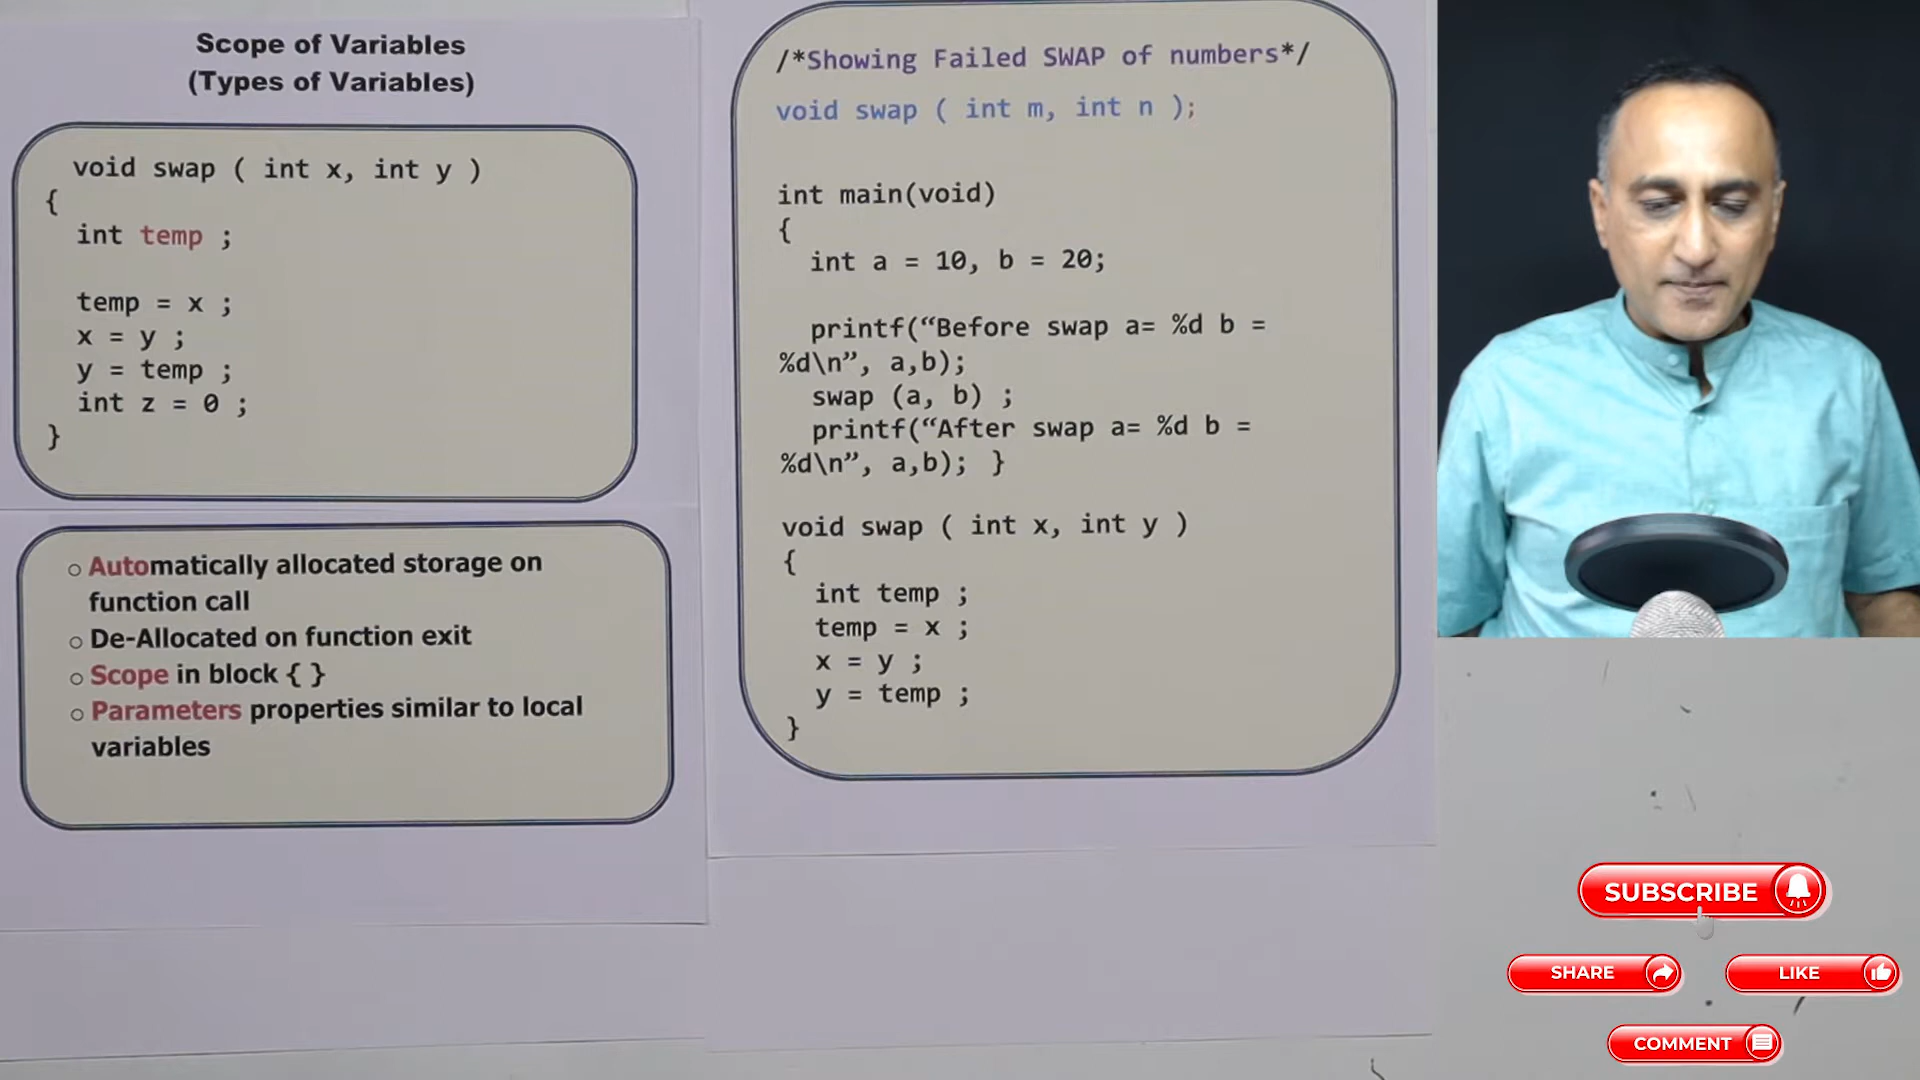 Scope of Variables
(Types of Variables)
void swap ( int x, int y )
{
int temp ;
temp = x ;
x = y ;
y = temp ;
int z = 0 ;
}
○ Automatically allocated storage on
function call
○ De-Allocated on function exit
○ Scope in block { }
○ Parameters properties similar to local
variables
/*Showing Failed SWAP of numbers*/
void swap ( int m, int n );
int main(void)
{
int a = 10, b = 20;
printf(“Before swap a= %d b =
%d\n”, a,b);
swap (a, b) ;
printf(“After swap a= %d b =
%d\n”, a,b); }
void swap ( int x, int y )
{
int temp ;
temp = x ;
x = y ;
y = temp ;
}
SUBSCRIBE
SHARE
LIKE
COMMENT